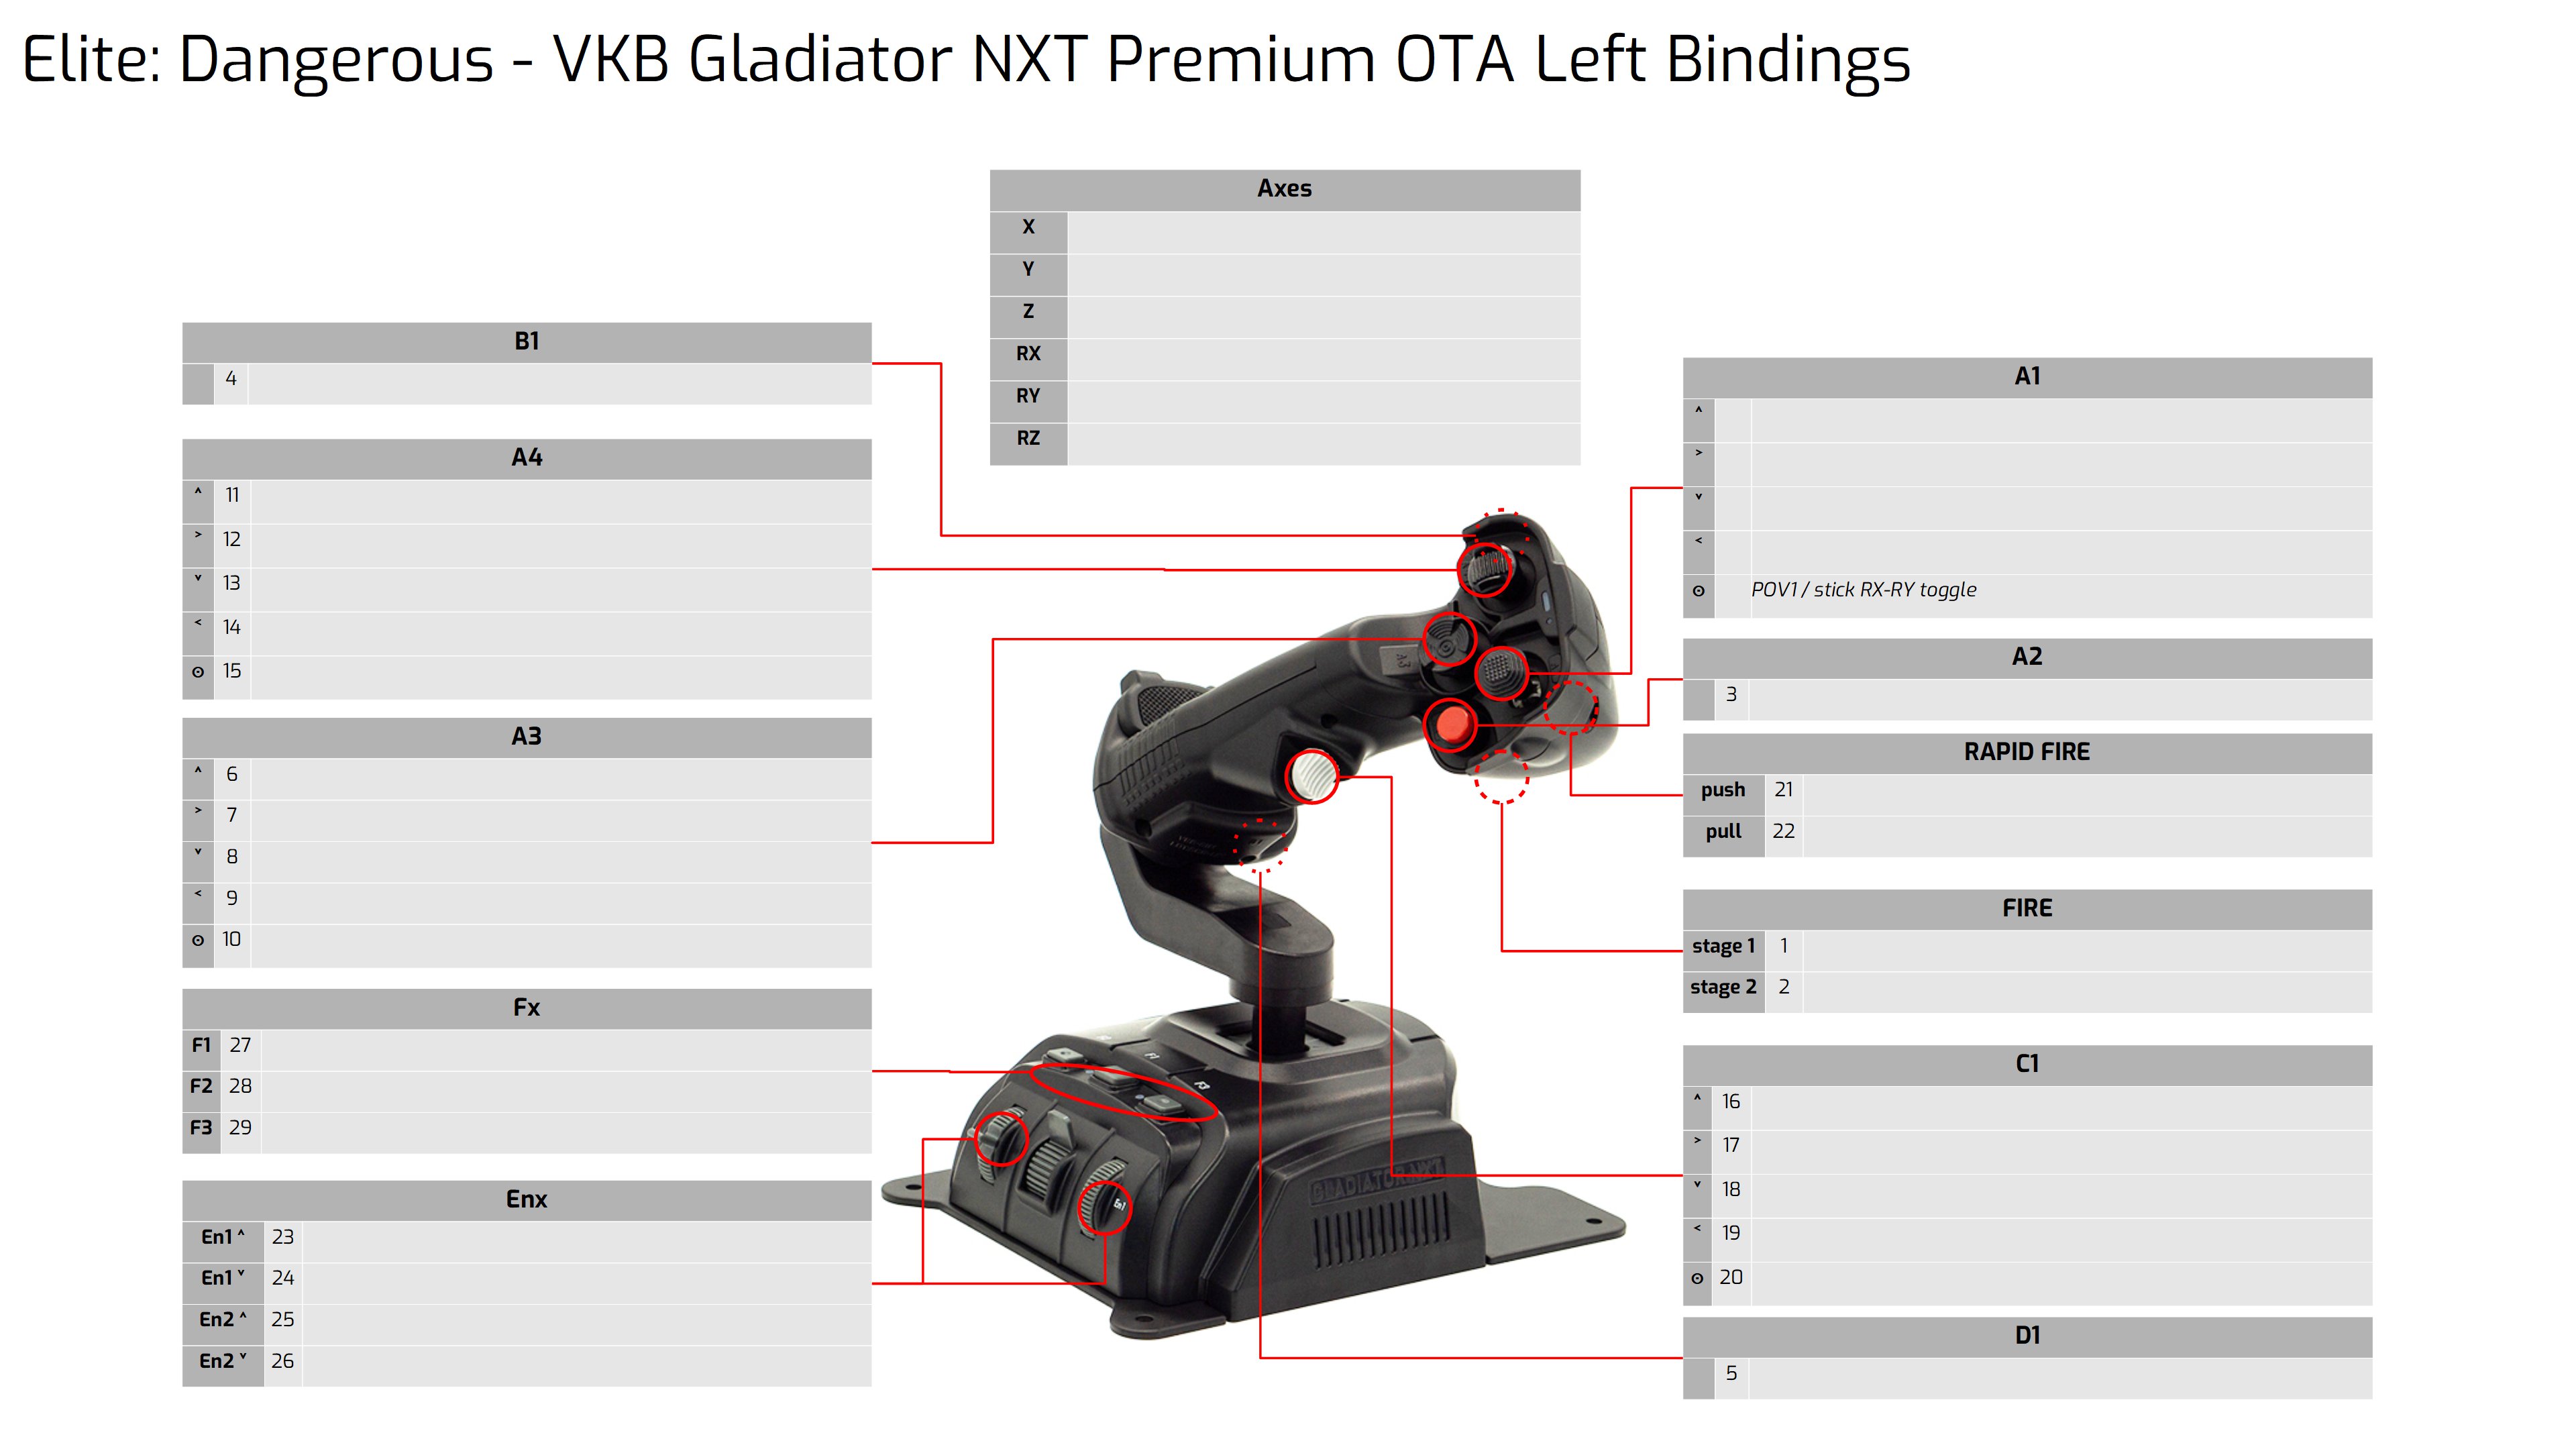 Elite: Dangerous - VKB Gladiator NXT Premium OTA Left Bindings
Axes
X
Y
Z
RX
RY
RZ
B1
4
A4
^ 11
> 12
˅ 13
< 14
⊙ 15
A3
^ 6
> 7
˅ 8
< 9
⊙ 10
Fx
F1 27
F2 28
F3 29
Enx
En1 ^ 23
En1 ˅ 24
En2 ^ 25
En2 ˅ 26
A1
^
>
˅
<
⊙ POV1 / stick RX-RY toggle
A2
3
RAPID FIRE
push 21
pull 22
FIRE
stage 1 1
stage 2 2
C1
^ 16
> 17
˅ 18
< 19
⊙ 20
D1
5
A3
F1
F3
En1
GLADIATOR NXT